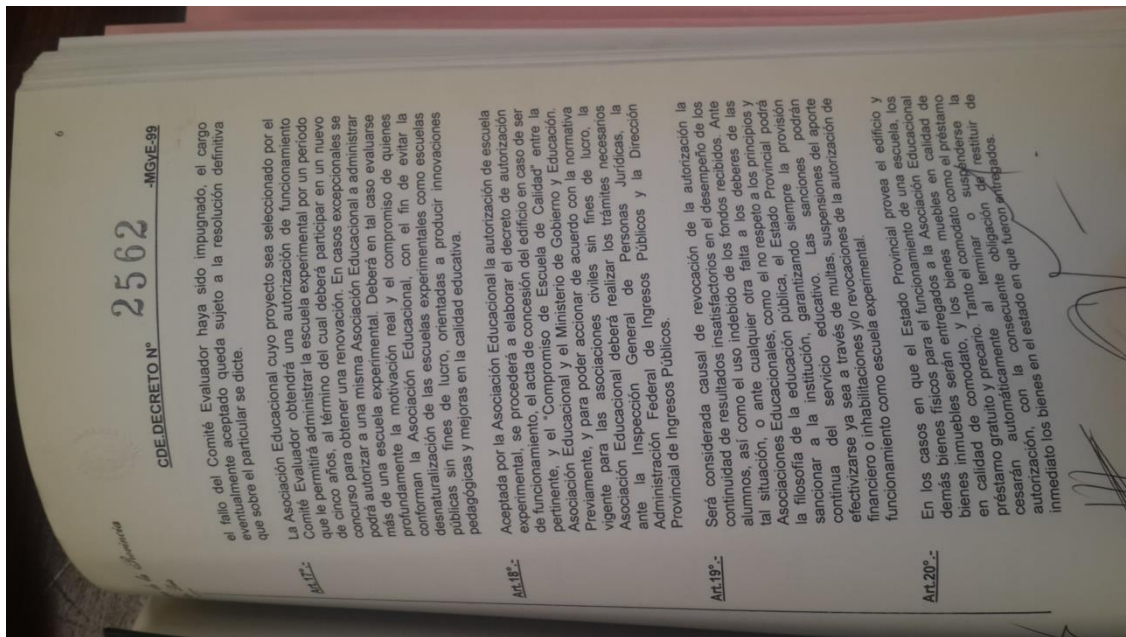 6
CDE.DECRETO Nº 2562 -MGyE-99
el fallo del Comité Evaluador haya sido impugnado, el cargo
eventualmente aceptado queda sujeto a la resolución definitiva
que sobre el particular se dicte.
Art.17º.- La Asociación Educacional cuyo proyecto sea seleccionado por el
Comité Evaluador obtendrá una autorización de funcionamiento
que le permitirá administrar la escuela experimental por un período
de cinco años, al término del cual deberá participar en un nuevo
concurso para obtener una renovación. En casos excepcionales se
podrá autorizar a una misma Asociación Educacional a administrar
más de una escuela experimental. Deberá en tal caso evaluarse
profundamente la motivación real y el compromiso de quienes
conforman la Asociación Educacional, con el fin de evitar la
desnaturalización de las escuelas experimentales como escuelas
públicas sin fines de lucro, orientadas a producir innovaciones
pedagógicas y mejoras en la calidad educativa.
Art.18º.- Aceptada por la Asociación Educacional la autorización de escuela
experimental, se procederá a elaborar el decreto de autorización
de funcionamiento, el acta de concesión del edificio en caso de ser
pertinente, y el "Compromiso de Escuela de Calidad" entre la
Asociación Educacional y el Ministerio de Gobierno y Educación.
Previamente, y para poder accionar de acuerdo con la normativa
vigente para las asociaciones civiles sin fines de lucro, la
Asociación Educacional deberá realizar los trámites necesarios
ante la Inspección General de Personas Jurídicas, la
Administración Federal de Ingresos Públicos y la Dirección
Provincial de Ingresos Públicos.
Art.19º.- Será considerada causal de revocación de la autorización la
continuidad de resultados insatisfactorios en el desempeño de los
alumnos, así como el uso indebido de los fondos recibidos. Ante
tal situación, o ante cualquier otra falta a los deberes de las
Asociaciones Educacionales, como el no respeto a los principios y
la filosofía de la educación pública, el Estado Provincial podrá
sancionar a la institución, garantizando siempre la provisión
continua del servicio educativo. Las sanciones podrán
efectivizarse ya sea a través de multas, suspensiones del aporte
financiero o inhabilitaciones y/o revocaciones de la autorización de
funcionamiento como escuela experimental.
Art.20º.- En los casos en que el Estado Provincial provea el edificio y
demás bienes físicos para el funcionamiento de una escuela, los
bienes inmuebles serán entregados a la Asociación Educacional
en calidad de comodato, y los bienes muebles en calidad de
préstamo gratuito y precario. Tanto el comodato como el préstamo
cesarán automáticamente al terminar o suspenderse la
autorización, con la consecuente obligación de restituir de
inmediato los bienes en el estado en que fueron entregados.